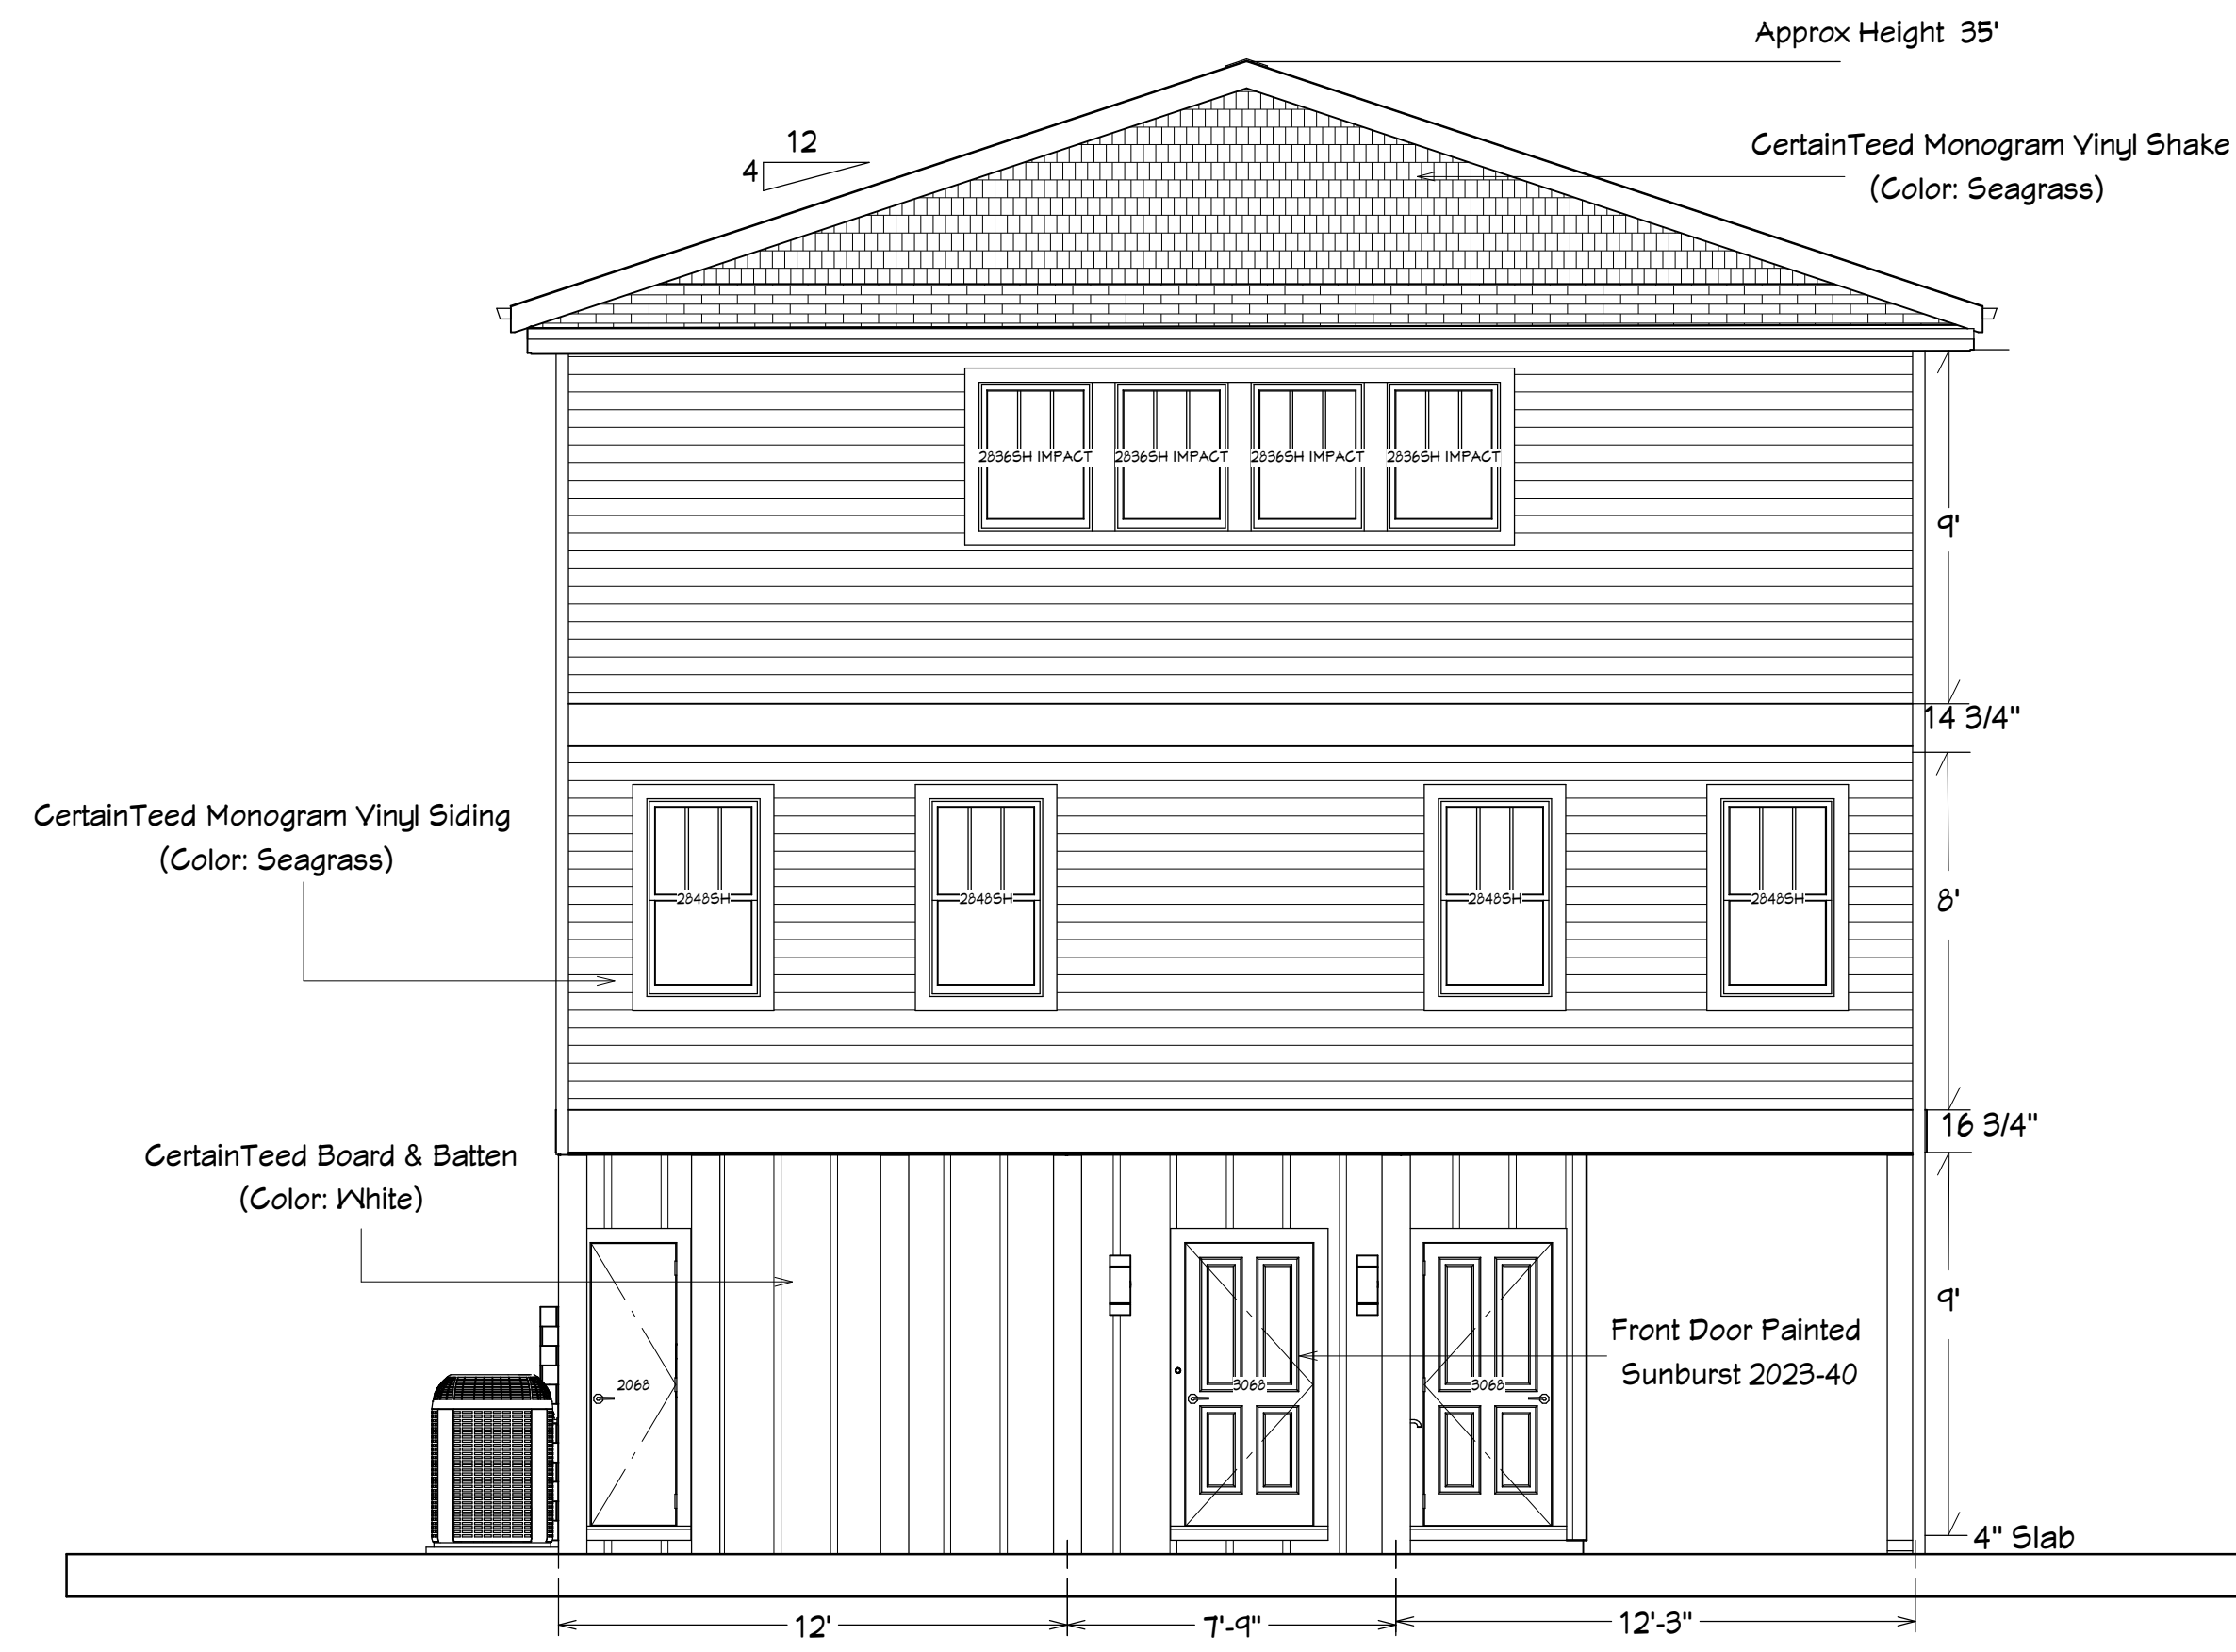 Approx Height 35'
12
4
CertainTeed Monogram Vinyl Shake
(Color: Seagrass)
2836SH IMPACT 2836SH IMPACT 2836SH IMPACT 2836SH IMPACT
9'
14 3/4"
CertainTeed Monogram Vinyl Siding
(Color: Seagrass)
2848SH 2848SH 2848SH 2848SH
8'
16 3/4"
CertainTeed Board & Batten
(Color: White)
9'
Front Door Painted
Sunburst 2023-40
2068 3068 3068
4" Slab
12' 7'-9" 12'-3"